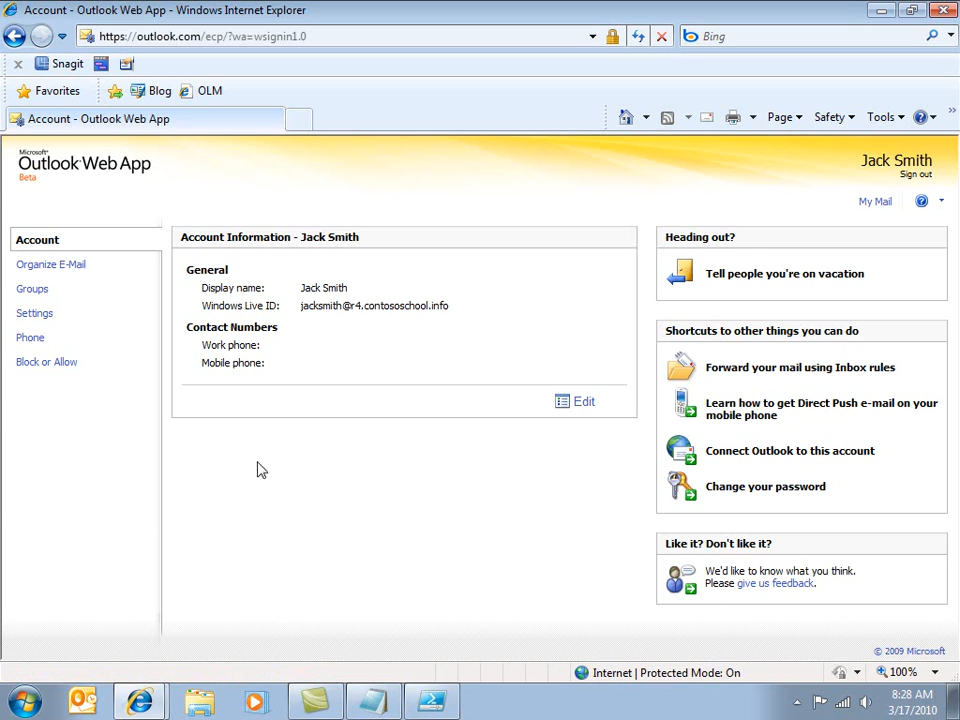 Account - Outlook Web App - Windows Internet Explorer
https://outlook.com/ecp/?wa=wsignin1.0
Bing
x Snagit
Favorites Blog OLM
Account - Outlook Web App
Page Safety Tools »
Microsoft®
Outlook Web App
Beta
Jack Smith
Sign out
My Mail
Account
Organize E-Mail
Groups
Settings
Phone
Block or Allow
Account Information - Jack Smith
General
Display name: Jack Smith
Windows Live ID: jacksmith@r4.contososchool.info
Contact Numbers
Work phone:
Mobile phone:
Edit
Heading out?
Tell people you're on vacation
Shortcuts to other things you can do
Forward your mail using Inbox rules
Learn how to get Direct Push e-mail on your
mobile phone
Connect Outlook to this account
Change your password
Like it? Don't like it?
We'd like to know what you think.
Please give us feedback.
© 2009 Microsoft
Internet | Protected Mode: On
100%
8:28 AM
3/17/2010